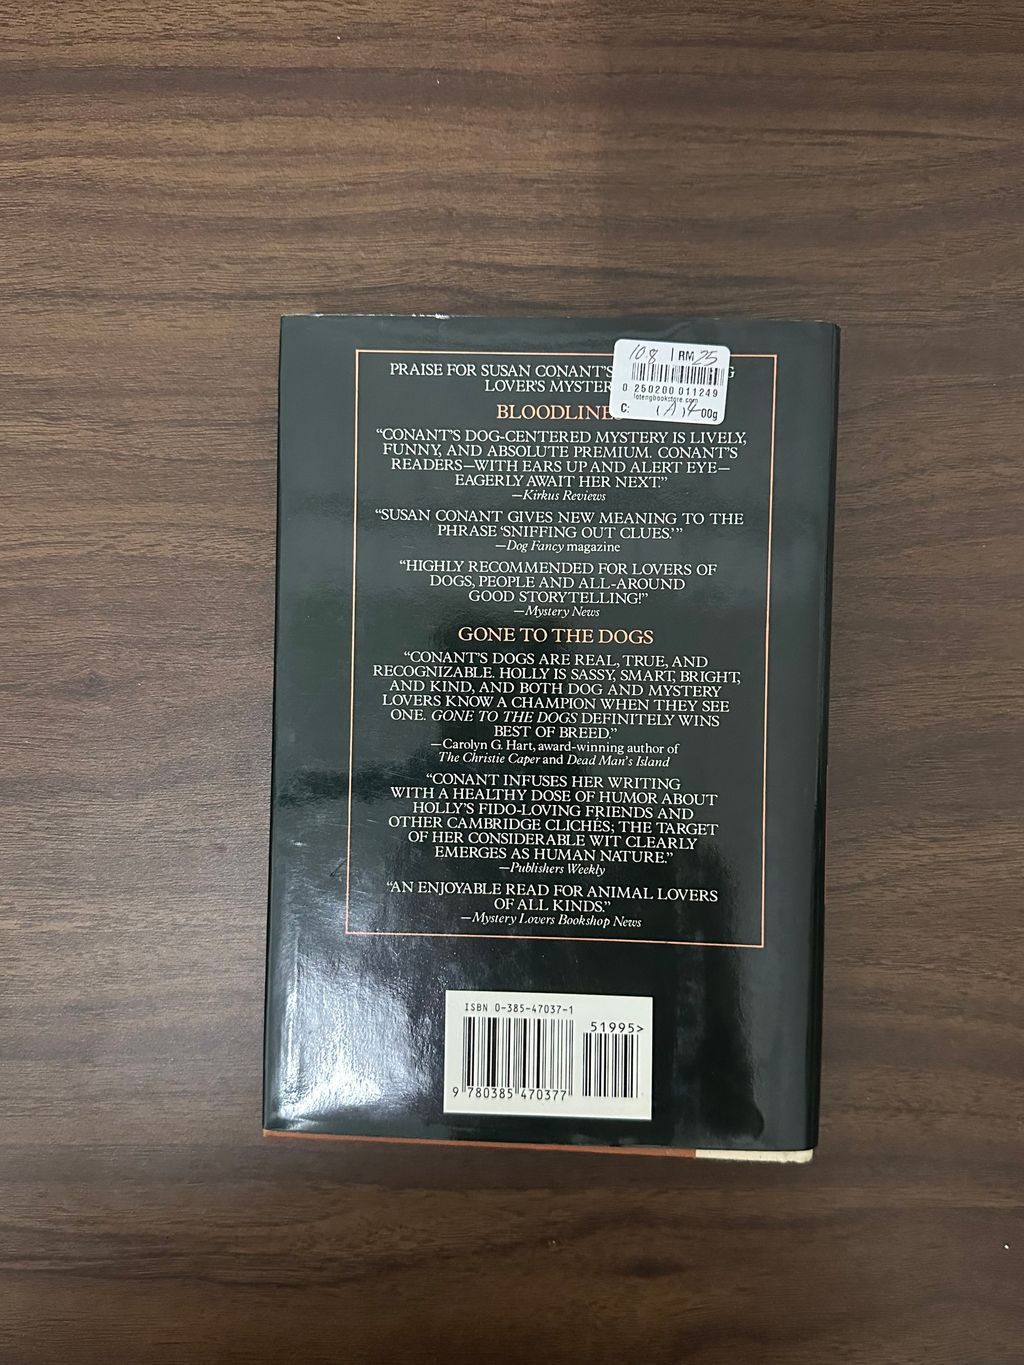 10.8 RM 25
0 250200 011249
lotengbookstore.com
C: (A) 400g
PRAISE FOR SUSAN CONANT'S
LOVER'S
BLOODLINES
“CONANT'S DOG-CENTERED MYSTERY IS LIVELY,
FUNNY, AND ABSOLUTE PREMIUM. CONANT'S
READERS—WITH EARS UP AND ALERT EYE—
EAGERLY AWAIT HER NEXT.”
—Kirkus Reviews
“SUSAN CONANT GIVES NEW MEANING TO THE
PHRASE ‘SNIFFING OUT CLUES.’”
—Dog Fancy magazine
“HIGHLY RECOMMENDED FOR LOVERS OF
DOGS, PEOPLE AND ALL-AROUND
GOOD STORYTELLING!”
—Mystery News
GONE TO THE DOGS
“CONANT'S DOGS ARE REAL, TRUE, AND
RECOGNIZABLE. HOLLY IS SASSY, SMART, BRIGHT,
AND KIND, AND BOTH DOG AND MYSTERY
LOVERS KNOW A CHAMPION WHEN THEY SEE
ONE. GONE TO THE DOGS DEFINITELY WINS
BEST OF BREED.”
—Carolyn G. Hart, award-winning author of
The Christie Caper and Dead Man's Island
“CONANT INFUSES HER WRITING
WITH A HEALTHY DOSE OF HUMOR ABOUT
HOLLY'S FIDO-LOVING FRIENDS AND
OTHER CAMBRIDGE CLICHÉS; THE TARGET
OF HER CONSIDERABLE WIT CLEARLY
EMERGES AS HUMAN NATURE.”
—Publishers Weekly
“AN ENJOYABLE READ FOR ANIMAL LOVERS
OF ALL KINDS.”
—Mystery Lovers Bookshop News
ISBN 0-385-47037-1
51995>
9 780385 470377